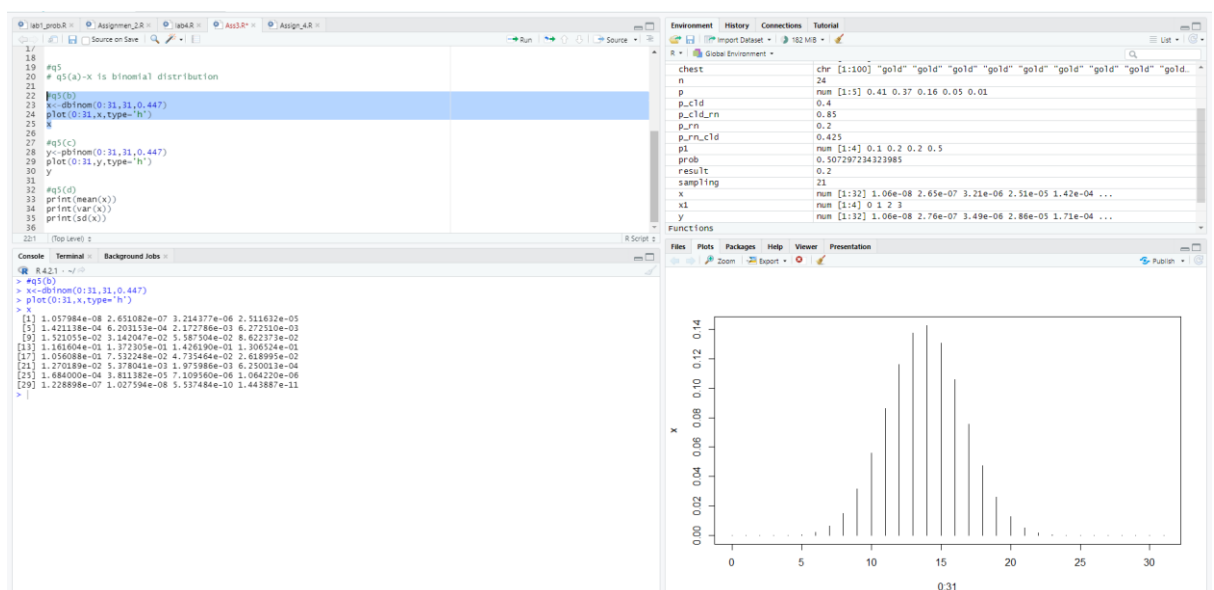 lab1_prob.R × Assignmen_2.R × lab4.R × Ass3.R* × Assign_4.R ×
Source on Save Run Source
17
18
19 #q5
20 # q5(a)-X is binomial distribution
21
22 #q5(b)
23 x<-dbinom(0:31,31,0.447)
24 plot(0:31,x,type='h')
25 x
26
27 #q5(c)
28 y<-pbinom(0:31,31,0.447)
29 plot(0:31,y,type='h')
30 y
31
32 #q5(d)
33 print(mean(x))
34 print(var(x))
35 print(sd(x))
36
22:1 (Top Level) R Script
Console Terminal × Background Jobs ×
R 4.2.1 · ~/
> #q5(b)
> x<-dbinom(0:31,31,0.447)
> plot(0:31,x,type='h')
> x
[1] 1.057984e-08 2.651082e-07 3.214377e-06 2.511632e-05
[5] 1.421138e-04 6.203153e-04 2.172786e-03 6.272510e-03
[9] 1.521055e-02 3.142047e-02 5.587504e-02 8.622373e-02
[13] 1.161604e-01 1.372305e-01 1.426190e-01 1.306524e-01
[17] 1.056088e-01 7.532248e-02 4.735464e-02 2.618995e-02
[21] 1.270189e-02 5.378041e-03 1.975986e-03 6.250013e-04
[25] 1.684000e-04 3.811382e-05 7.109560e-06 1.064220e-06
[29] 1.228898e-07 1.027594e-08 5.537484e-10 1.443887e-11
>
Environment History Connections Tutorial
Import Dataset 182 MiB List
R Global Environment
chest chr [1:100] "gold" "gold" "gold" "gold" "gold" "gold" "gold" "gold" "gold…
n 24
p num [1:5] 0.41 0.37 0.16 0.05 0.01
p_cld 0.4
p_cld_rn 0.85
p_rn 0.2
p_rn_cld 0.425
p1 num [1:4] 0.1 0.2 0.2 0.5
prob 0.507297234323985
result 0.2
sampling 21
x num [1:32] 1.06e-08 2.65e-07 3.21e-06 2.51e-05 1.42e-04 ...
x1 num [1:4] 0 1 2 3
y num [1:32] 1.06e-08 2.76e-07 3.49e-06 2.86e-05 1.71e-04 ...
Functions
Files Plots Packages Help Viewer Presentation
Zoom Export Publish
x
0.14
0.12
0.10
0.08
0.06
0.04
0.02
0.00
0 5 10 15 20 25 30
0:31